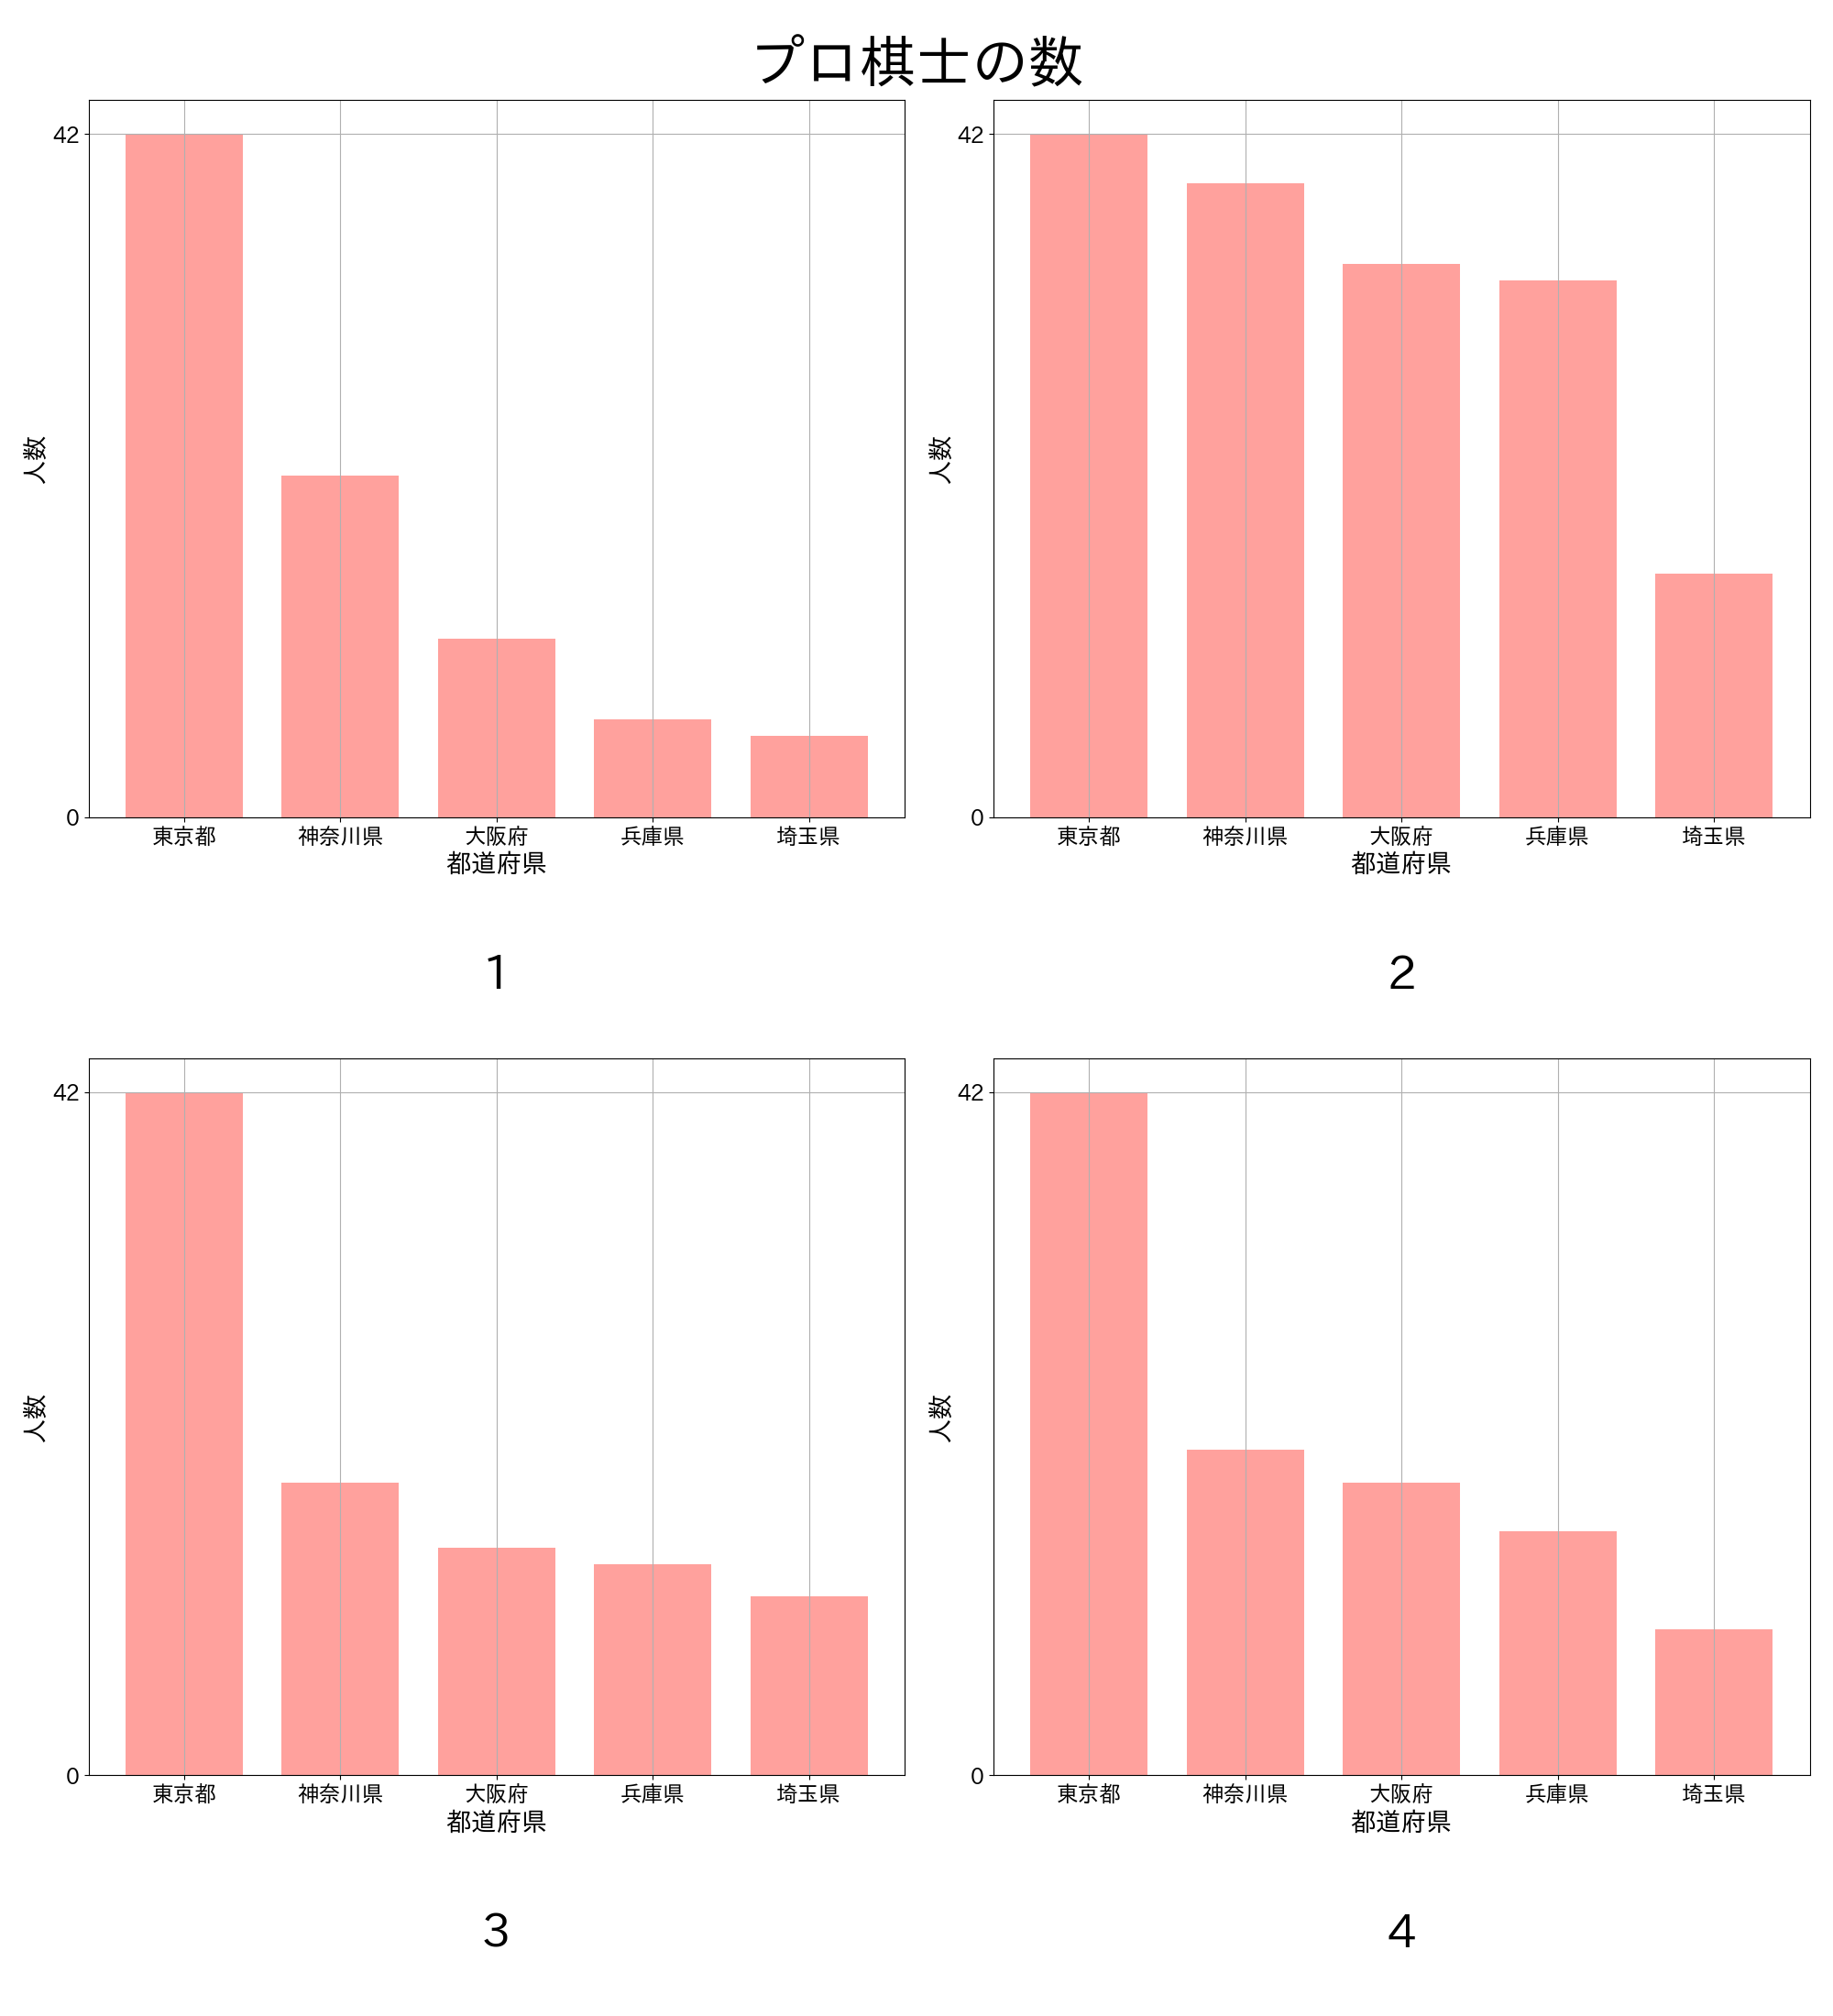 プロ棋士の数
42
0
人数
東京都 神奈川県 大阪府 兵庫県 埼玉県
都道府県
1
42
0
人数
東京都 神奈川県 大阪府 兵庫県 埼玉県
都道府県
2
42
0
人数
東京都 神奈川県 大阪府 兵庫県 埼玉県
都道府県
3
42
0
人数
東京都 神奈川県 大阪府 兵庫県 埼玉県
都道府県
4